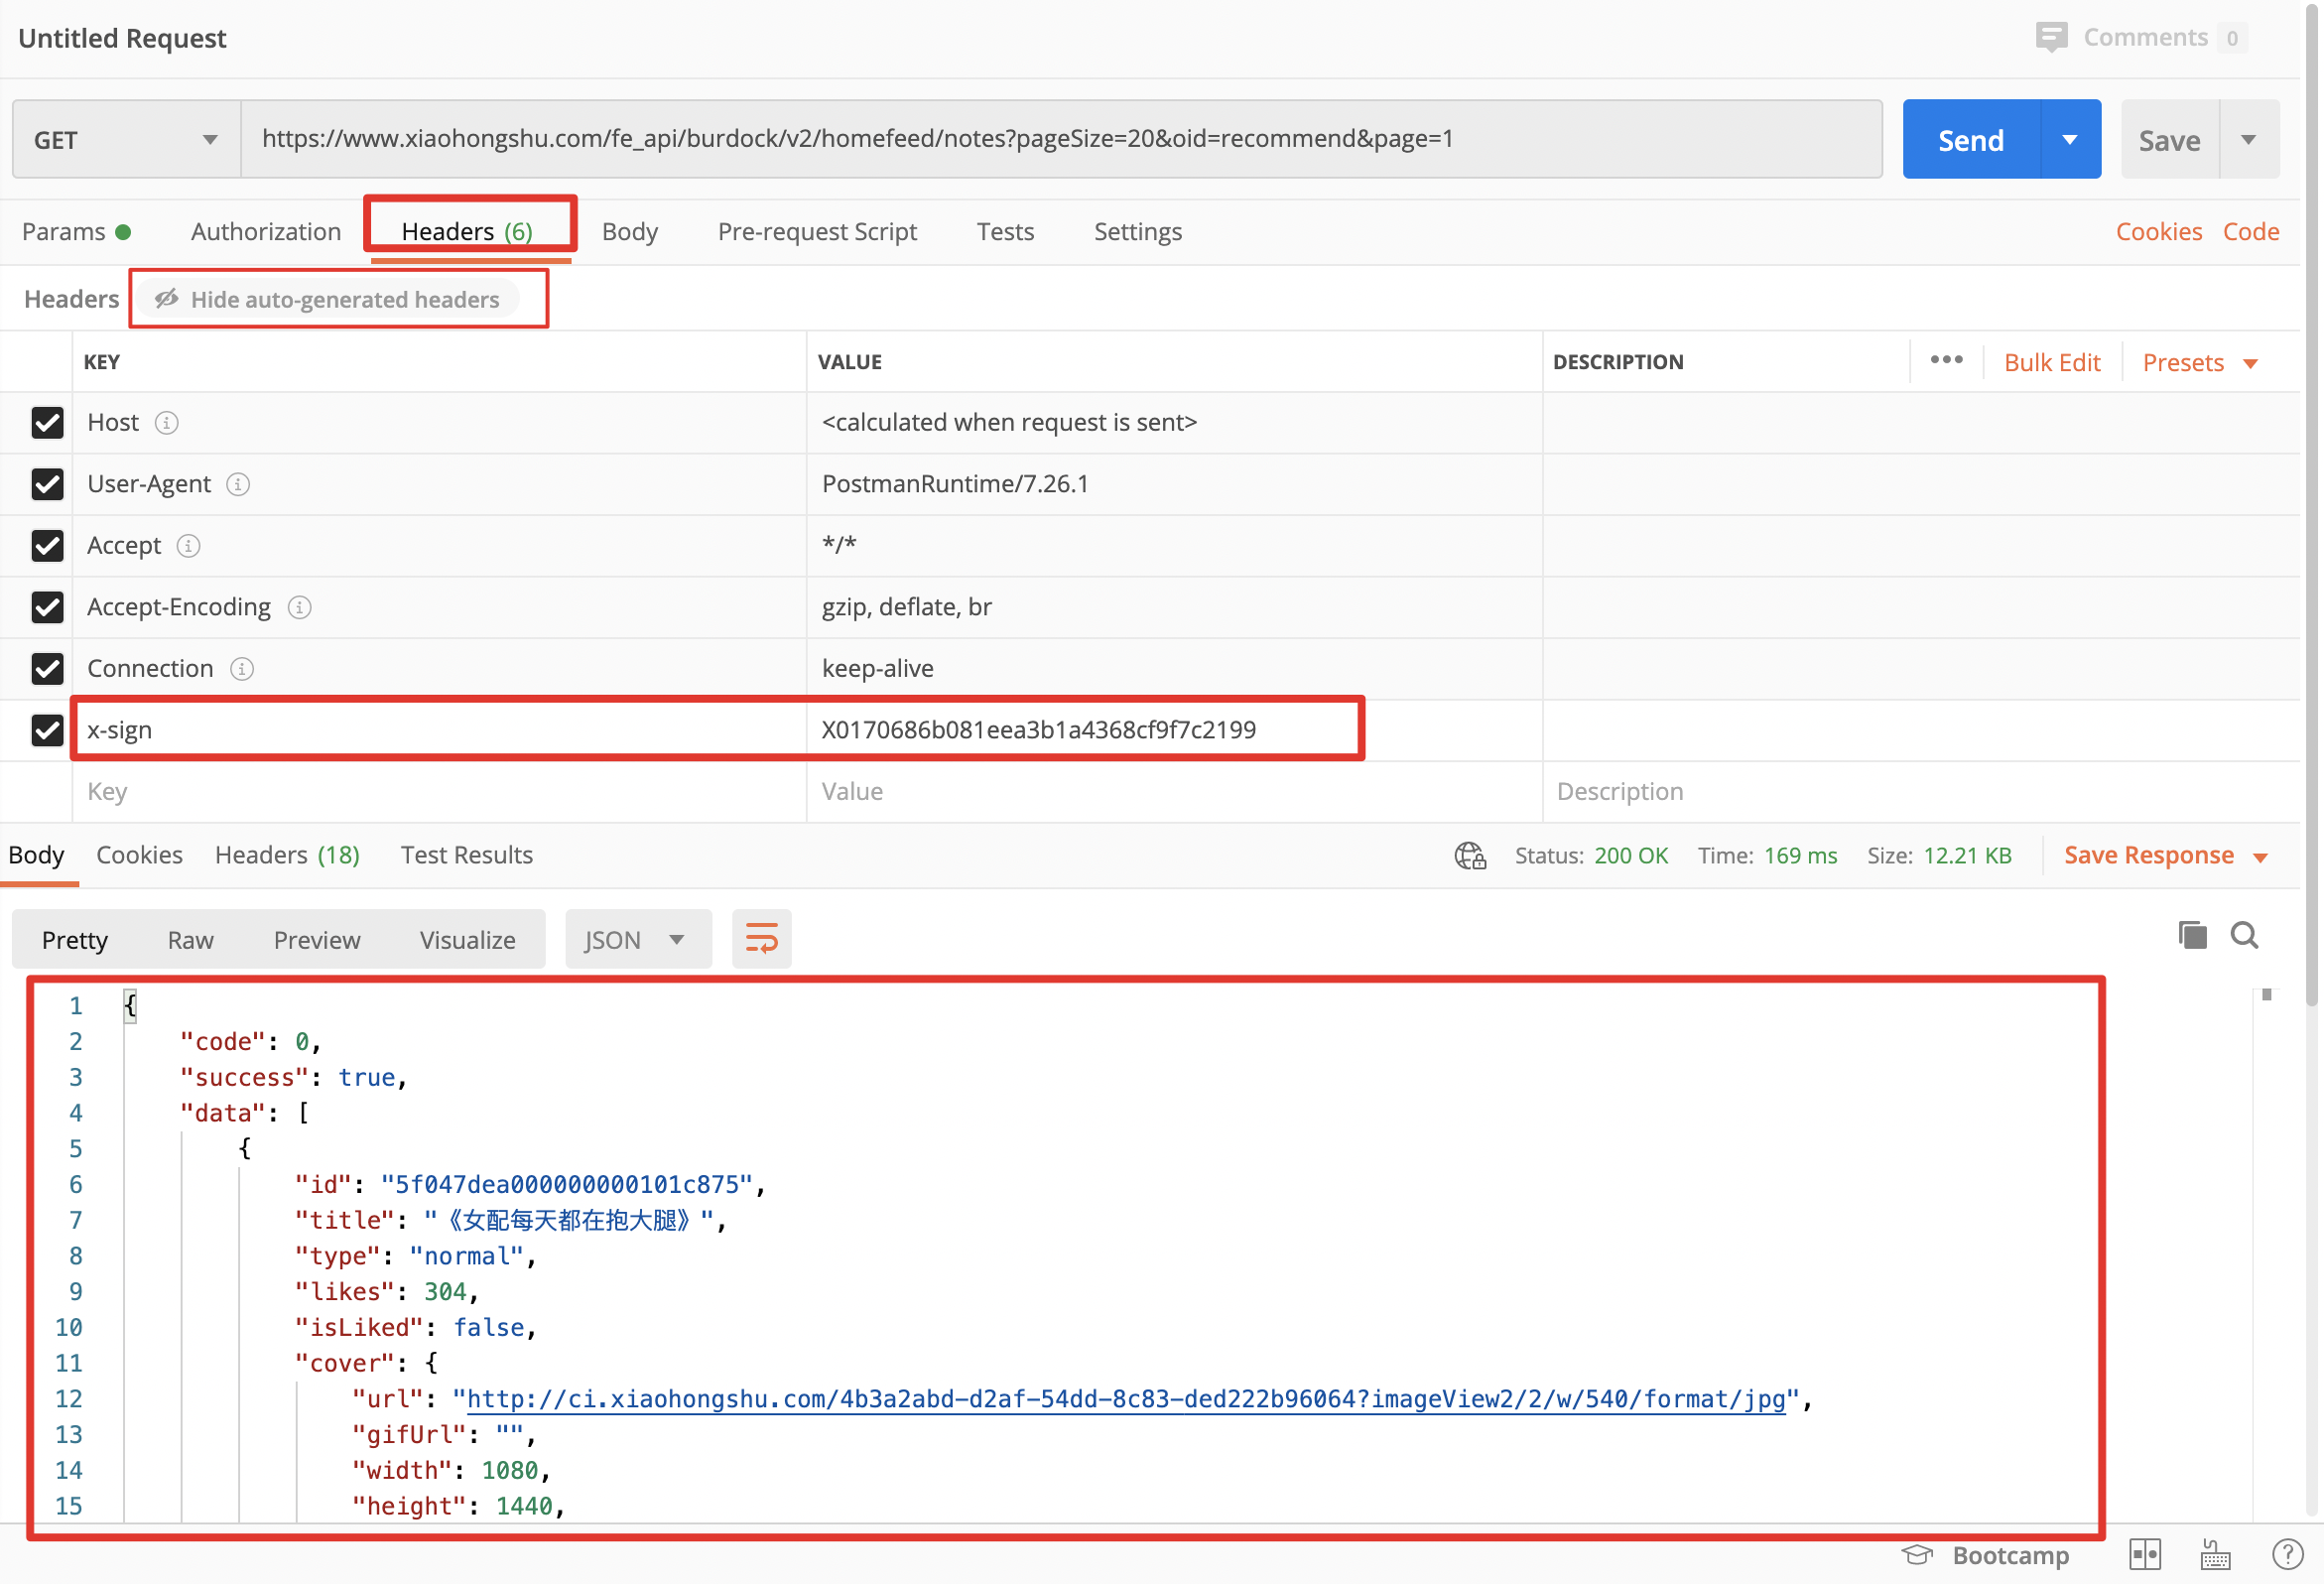 Untitled Request
Comments 0
GET https://www.xiaohongshu.com/fe_api/burdock/v2/homefeed/notes?pageSize=20&oid=recommend&page=1 Send Save
Params Authorization Headers (6) Body Pre-request Script Tests Settings Cookies Code
Headers Hide auto-generated headers
KEY VALUE DESCRIPTION ••• Bulk Edit Presets
Host <calculated when request is sent>
User-Agent PostmanRuntime/7.26.1
Accept */*
Accept-Encoding gzip, deflate, br
Connection keep-alive
x-sign X0170686b081eea3b1a4368cf9f7c2199
Key Value Description
Body Cookies Headers (18) Test Results Status: 200 OK Time: 169 ms Size: 12.21 KB Save Response
Pretty Raw Preview Visualize JSON
1 {
2 "code": 0,
3 "success": true,
4 "data": [
5 {
6 "id": "5f047dea000000000101c875",
7 "title": "《女配每天都在抱大腿》",
8 "type": "normal",
9 "likes": 304,
10 "isLiked": false,
11 "cover": {
12 "url": "http://ci.xiaohongshu.com/4b3a2abd-d2af-54dd-8c83-ded222b96064?imageView2/2/w/540/format/jpg",
13 "gifUrl": "",
14 "width": 1080,
15 "height": 1440,
Bootcamp